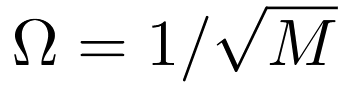 Ω = 1/√M